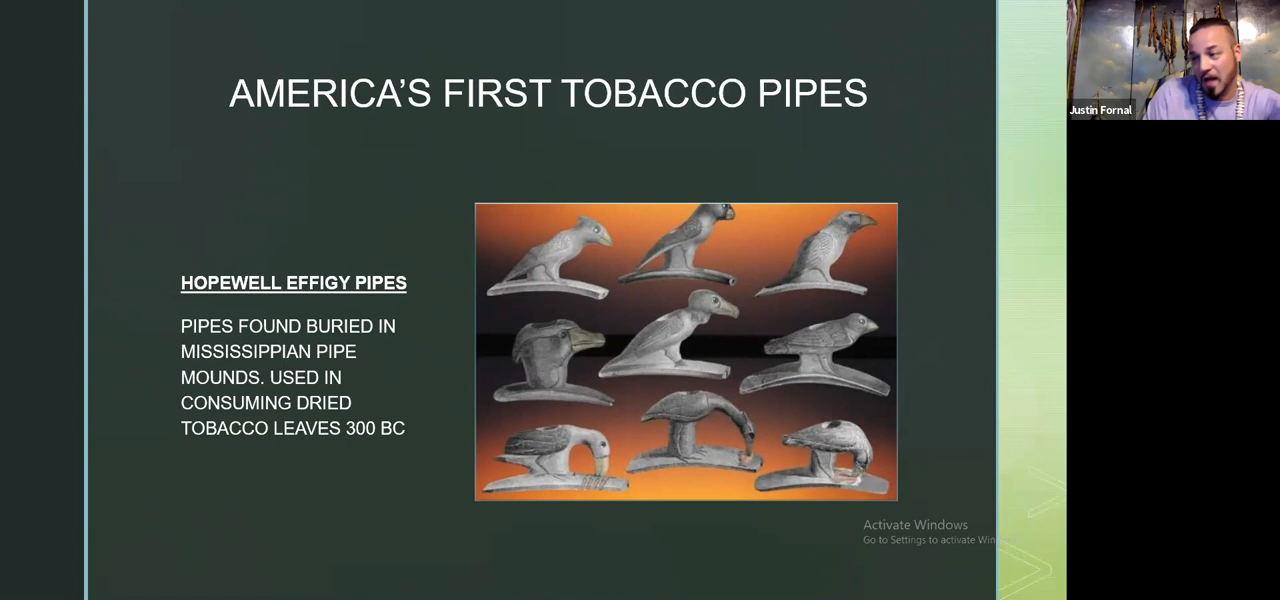 AMERICA’S FIRST TOBACCO PIPES
HOPEWELL EFFIGY PIPES
PIPES FOUND BURIED IN
MISSISSIPPIAN PIPE
MOUNDS. USED IN
CONSUMING DRIED
TOBACCO LEAVES 300 BC
Justin Fornal
Activate Windows
Go to Settings to activate